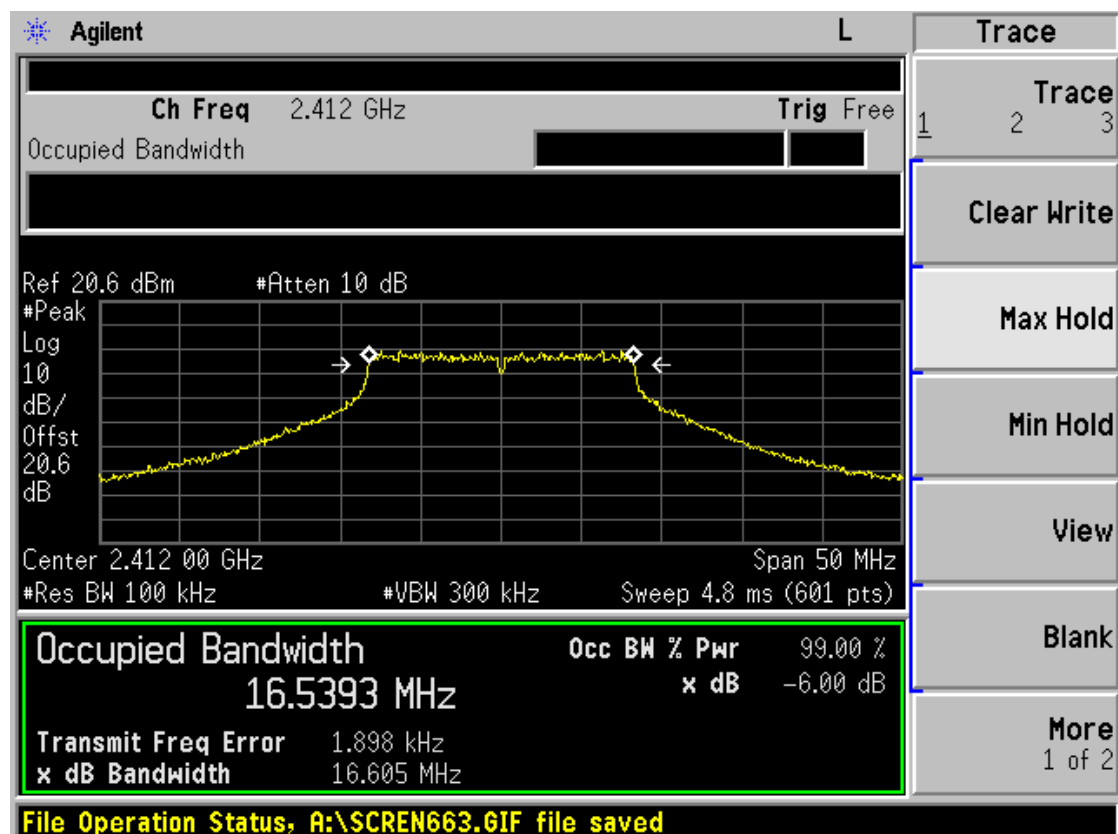 Agilent L Trace
Ch Freq 2.412 GHz Trig Free
Occupied Bandwidth
Trace
1 2 3
Clear Write
Max Hold
Min Hold
View
Blank
More
1 of 2
Ref 20.6 dBm #Atten 10 dB
#Peak
Log
10
dB/
Offst
20.6
dB
Center 2.412 00 GHz Span 50 MHz
#Res BW 100 kHz #VBW 300 kHz Sweep 4.8 ms (601 pts)
Occupied Bandwidth Occ BW % Pwr 99.00 %
16.5393 MHz x dB -6.00 dB
Transmit Freq Error 1.898 kHz
x dB Bandwidth 16.605 MHz
File Operation Status, A:\SCREN663.GIF file saved